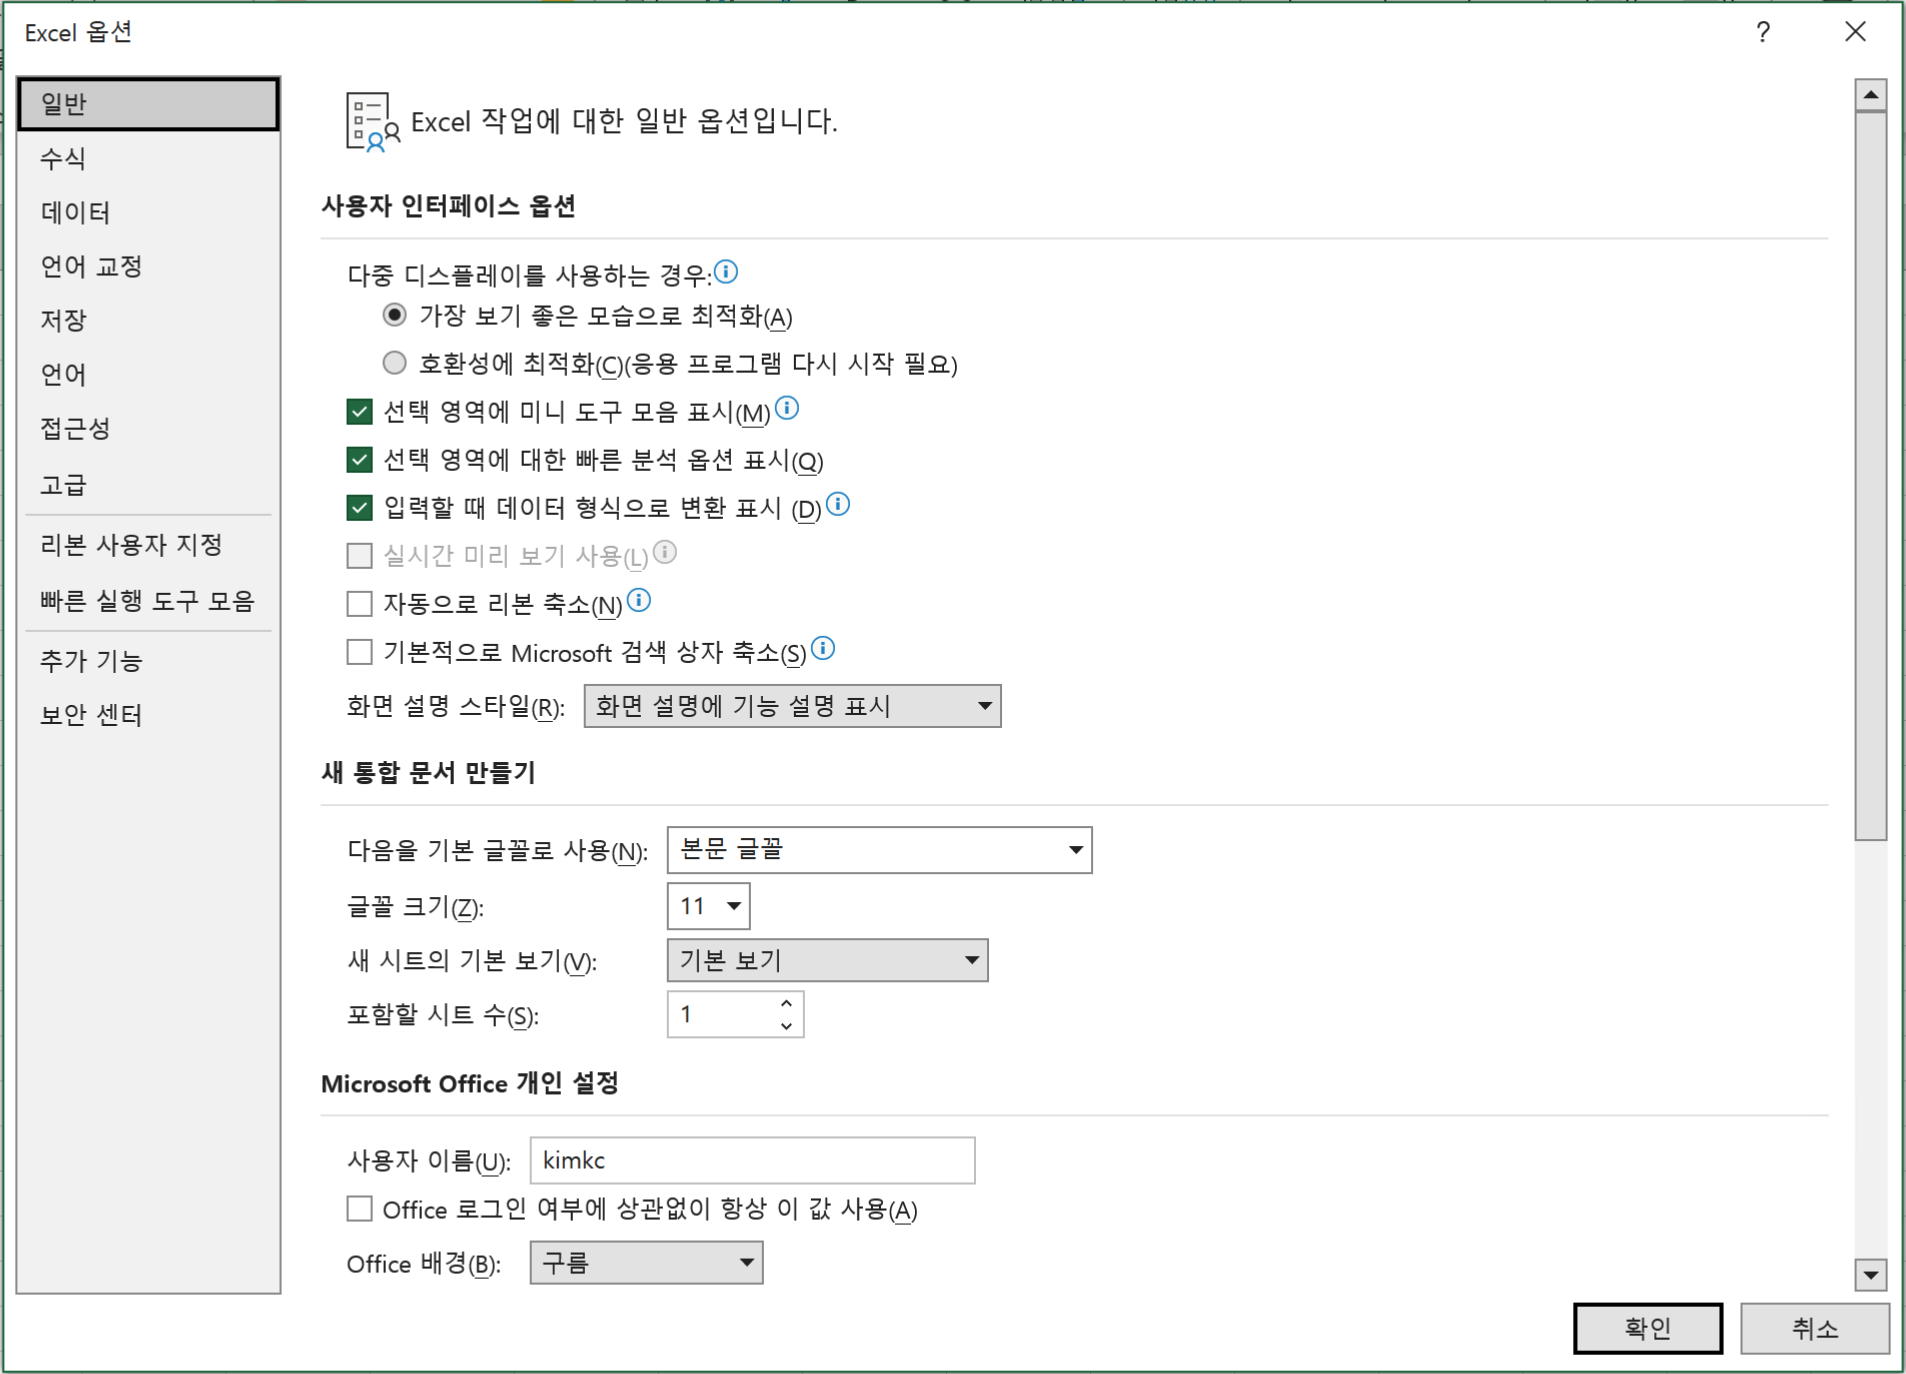 Excel 옵션
?
일반
수식
데이터
언어 교정
저장
언어
접근성
고급
리본 사용자 지정
빠른 실행 도구 모음
추가 기능
보안 센터
Excel 작업에 대한 일반 옵션입니다.
사용자 인터페이스 옵션
다중 디스플레이를 사용하는 경우:
가장 보기 좋은 모습으로 최적화(A)
호환성에 최적화(C)(응용 프로그램 다시 시작 필요)
선택 영역에 미니 도구 모음 표시(M)
선택 영역에 대한 빠른 분석 옵션 표시(Q)
입력할 때 데이터 형식으로 변환 표시 (D)
실시간 미리 보기 사용(L)
자동으로 리본 축소(N)
기본적으로 Microsoft 검색 상자 축소(S)
화면 설명 스타일(R): 화면 설명에 기능 설명 표시
새 통합 문서 만들기
다음을 기본 글꼴로 사용(N): 본문 글꼴
글꼴 크기(Z): 11
새 시트의 기본 보기(V): 기본 보기
포함할 시트 수(S): 1
Microsoft Office 개인 설정
사용자 이름(U): kimkc
Office 로그인 여부에 상관없이 항상 이 값 사용(A)
Office 배경(B): 구름
확인 취소